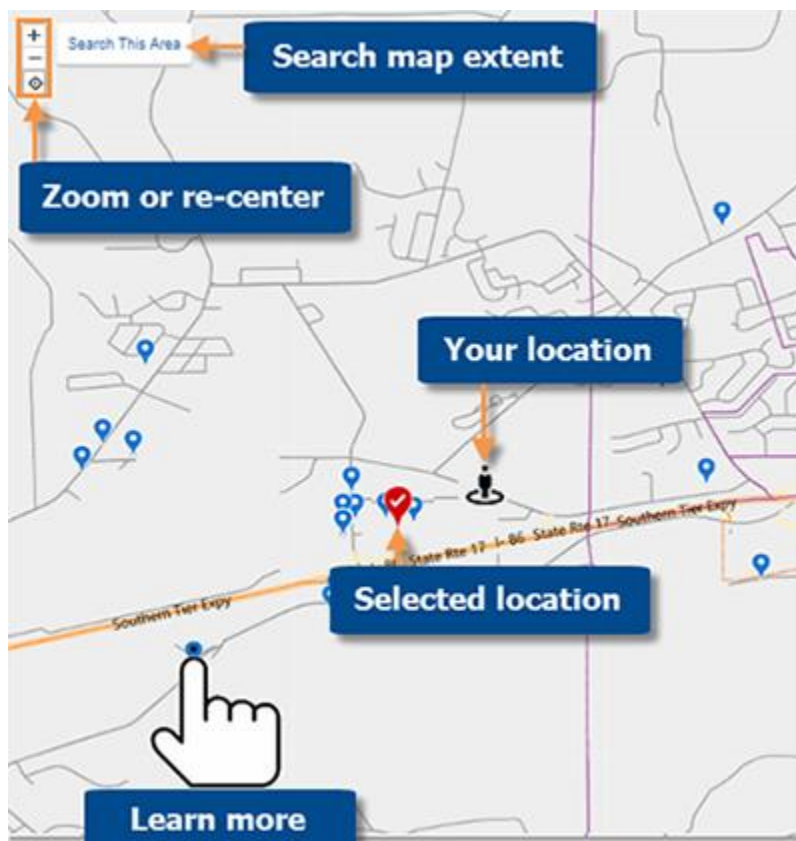 +
Search This Area
Search map extent
−
Zoom or re-center
Your location
I- 86 State Rte 17 I- 86 State Rte 17 Southern Tier Expy
Selected location
Southern Tier Expy
Learn more